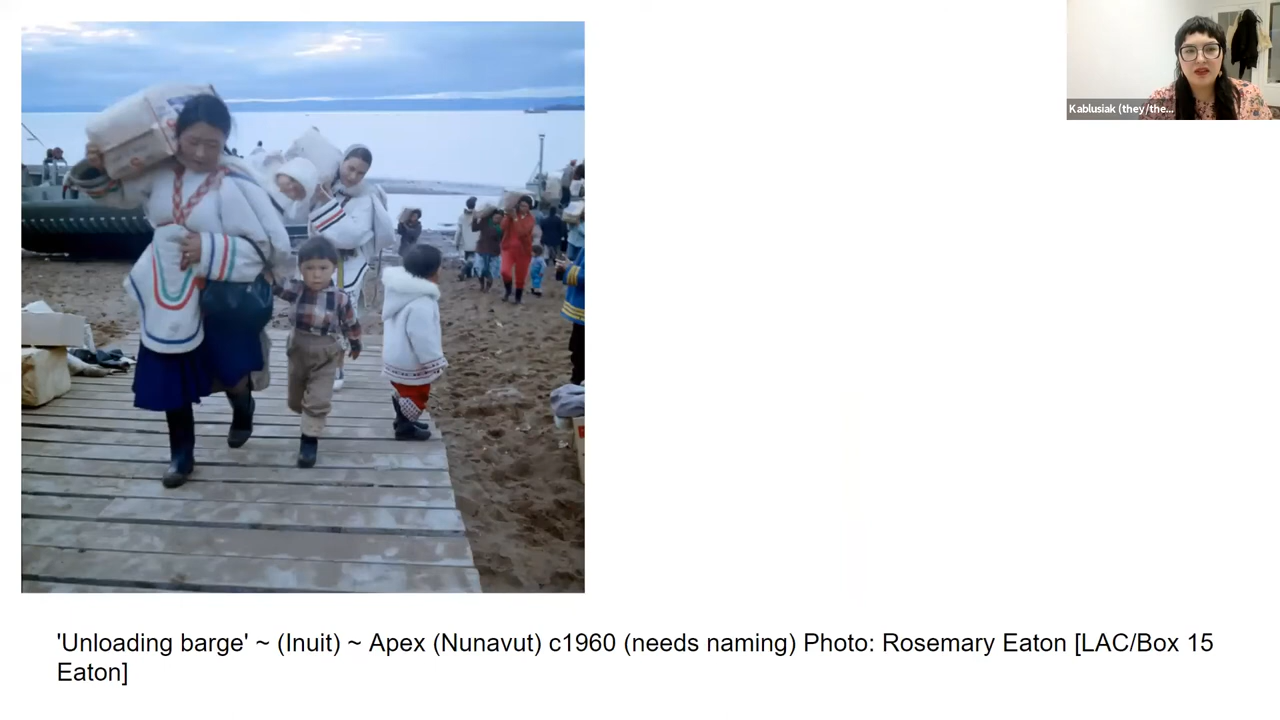 Kablusiak (they/the...
'Unloading barge' ~ (Inuit) ~ Apex (Nunavut) c1960 (needs naming) Photo: Rosemary Eaton [LAC/Box 15
Eaton]